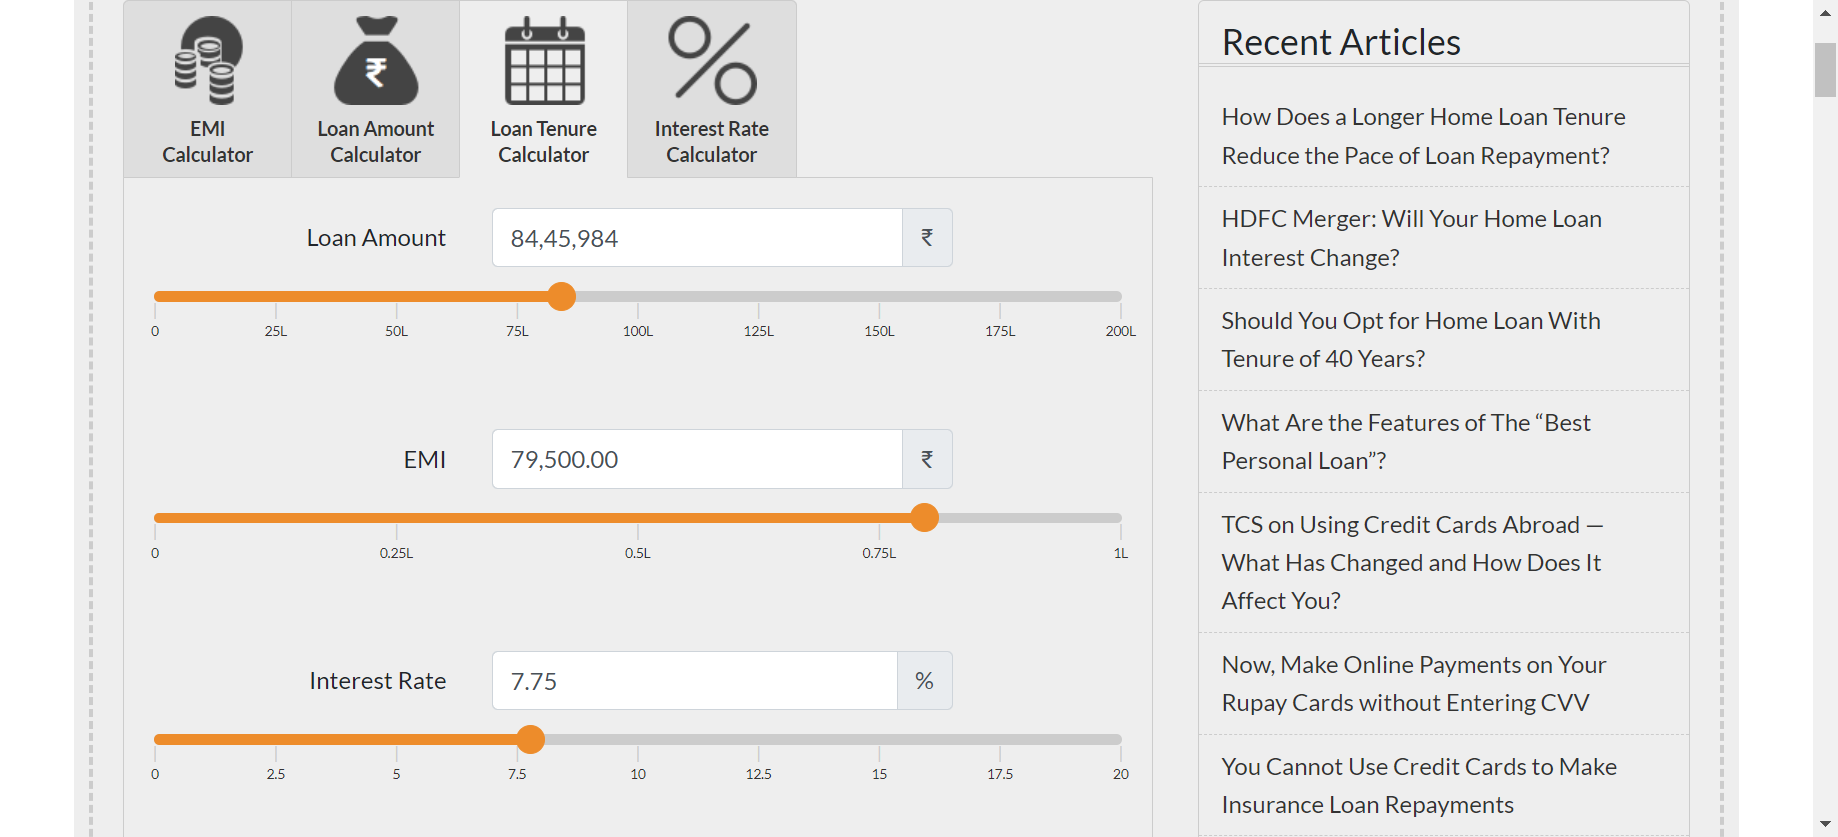 EMI
Calculator
Loan Amount
Calculator
Loan Tenure
Calculator
Interest Rate
Calculator
Loan Amount
84,45,984
₹
0 25L 50L 75L 100L 125L 150L 175L 200L
EMI
79,500.00
₹
0 0.25L 0.5L 0.75L 1L
Interest Rate
7.75
%
0 2.5 5 7.5 10 12.5 15 17.5 20
Recent Articles
How Does a Longer Home Loan Tenure
Reduce the Pace of Loan Repayment?
HDFC Merger: Will Your Home Loan
Interest Change?
Should You Opt for Home Loan With
Tenure of 40 Years?
What Are the Features of The “Best
Personal Loan”?
TCS on Using Credit Cards Abroad —
What Has Changed and How Does It
Affect You?
Now, Make Online Payments on Your
Rupay Cards without Entering CVV
You Cannot Use Credit Cards to Make
Insurance Loan Repayments